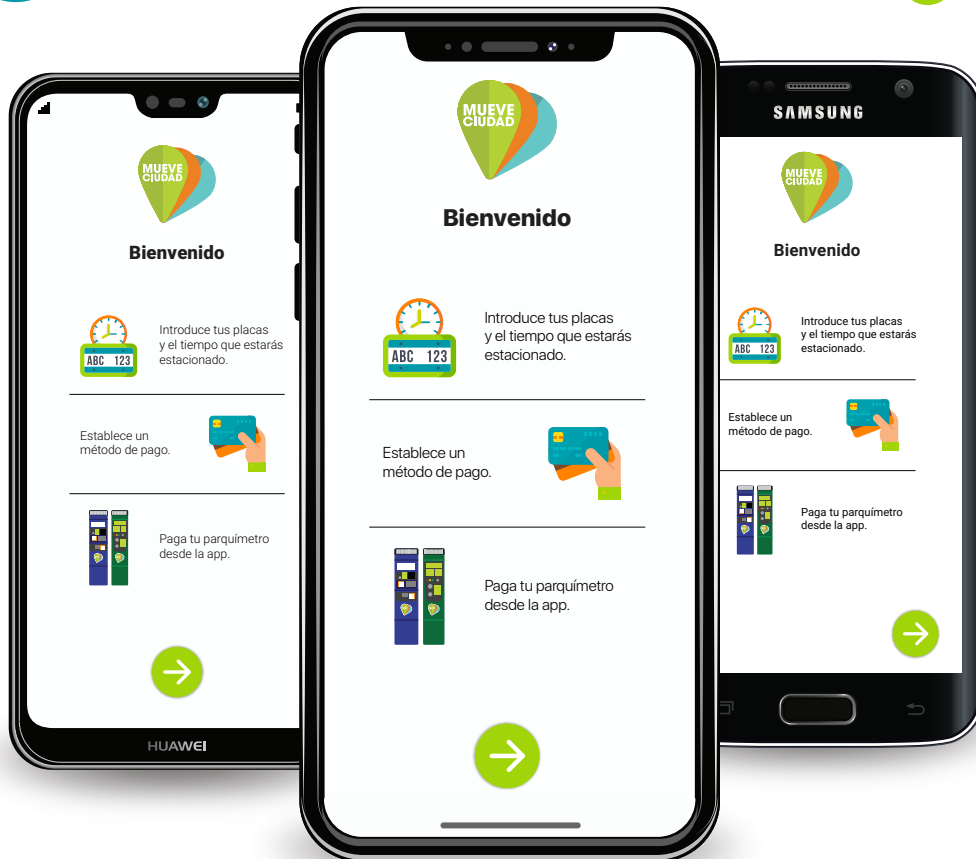 MUEVE
CIUDAD
Bienvenido
ABC 123
Introduce tus placas
y el tiempo que estarás
estacionado.
Establece un
método de pago.
Paga tu parquímetro
desde la app.
HUAWEI
MUEVE
CIUDAD
Bienvenido
ABC 123
Introduce tus placas
y el tiempo que estarás
estacionado.
Establece un
método de pago.
Paga tu parquímetro
desde la app.
SAMSUNG
MUEVE
CIUDAD
Bienvenido
ABC 123
Introduce tus placas
y el tiempo que estarás
estacionado.
Establece un
método de pago.
Paga tu parquímetro
desde la app.